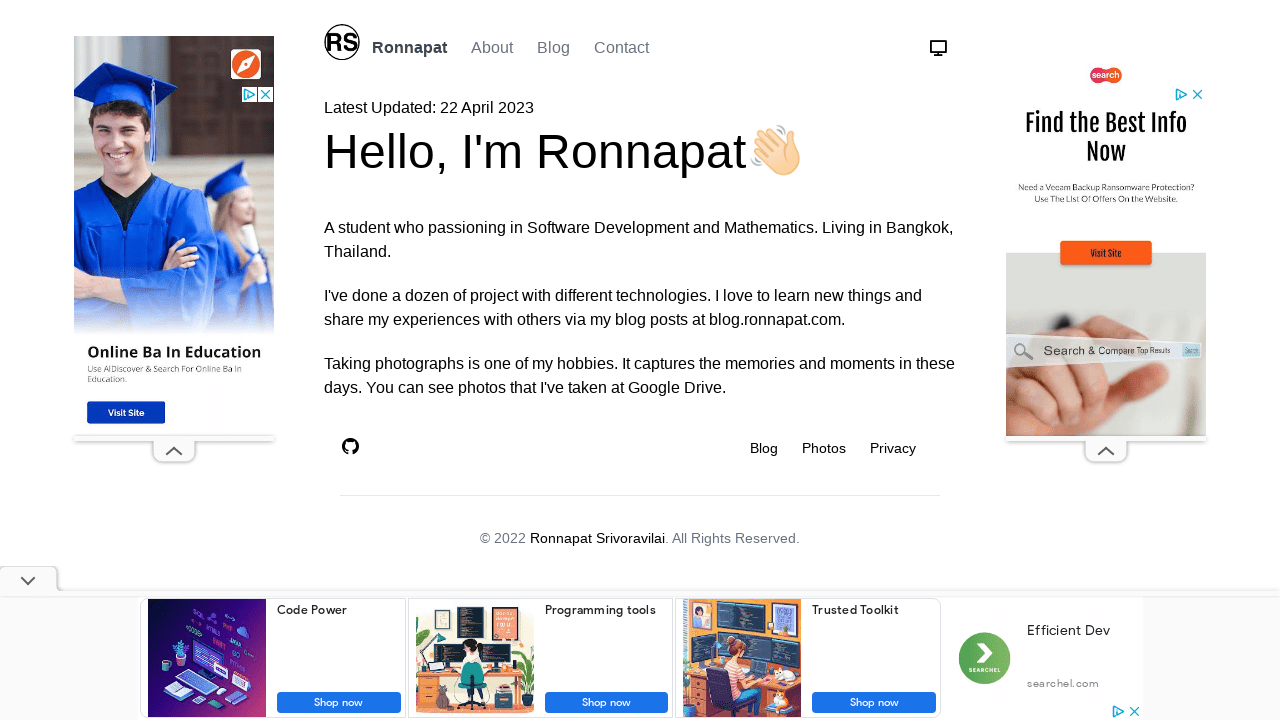 RS
Ronnapat
About
Blog
Contact
Latest Updated: 22 April 2023
Hello, I'm Ronnapat👋🏻
A student who passioning in Software Development and Mathematics. Living in Bangkok,
Thailand.
I've done a dozen of project with different technologies. I love to learn new things and
share my experiences with others via my blog posts at blog.ronnapat.com.
Taking photographs is one of my hobbies. It captures the memories and moments in these
days. You can see photos that I've taken at Google Drive.
Blog
Photos
Privacy
© 2022 Ronnapat Srivoravilai. All Rights Reserved.
Online Ba In Education
Use AIDiscover & Search For Online Ba In
Education.
Visit Site
search
Find the Best Info
Now
Need a Veeam Backup Ransomware Protection?
Use The LIst Of Offers On the Website.
Visit Site
Search & Compare Top Results
Search
Code Power
Shop now
Programming tools
Shop now
Trusted Toolkit
Shop now
SEARCHEL
Efficient Dev
searchel.com